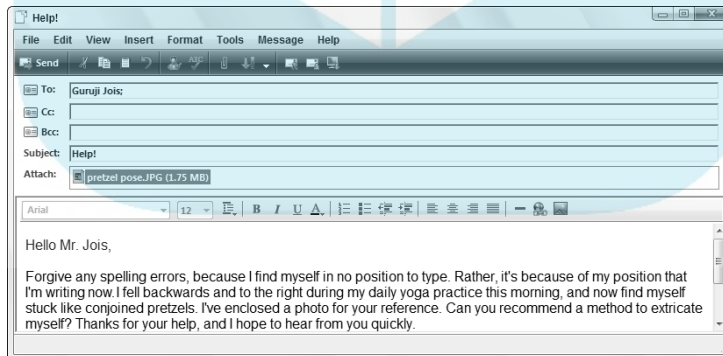 Help!
File Edit View Insert Format Tools Message Help
Send
To: Guruji Jois;
Cc:
Bcc:
Subject: Help!
Attach: pretzel pose.JPG (1.75 MB)
Arial 12 B I U A
Hello Mr. Jois,
Forgive any spelling errors, because I find myself in no position to type. Rather, it's because of my position that
I'm writing now. I fell backwards and to the right during my daily yoga practice this morning, and now find myself
stuck like conjoined pretzels. I've enclosed a photo for your reference. Can you recommend a method to extricate
myself? Thanks for your help, and I hope to hear from you quickly.